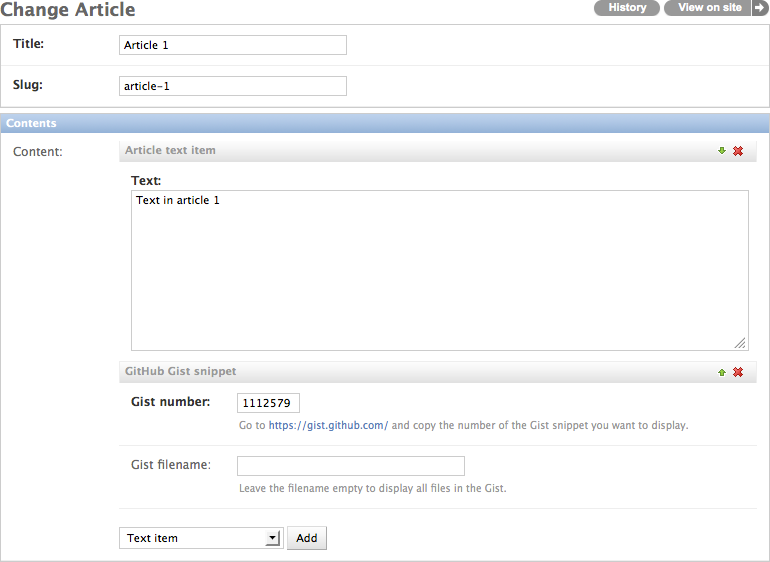 Change Article
History
View on site
Title:
Article 1
Slug:
article-1
Contents
Content:
Article text item
Text:
Text in article 1
GitHub Gist snippet
Gist number:
1112579
Go to https://gist.github.com/ and copy the number of the Gist snippet you want to display.
Gist filename:
Leave the filename empty to display all files in the Gist.
Text item
Add